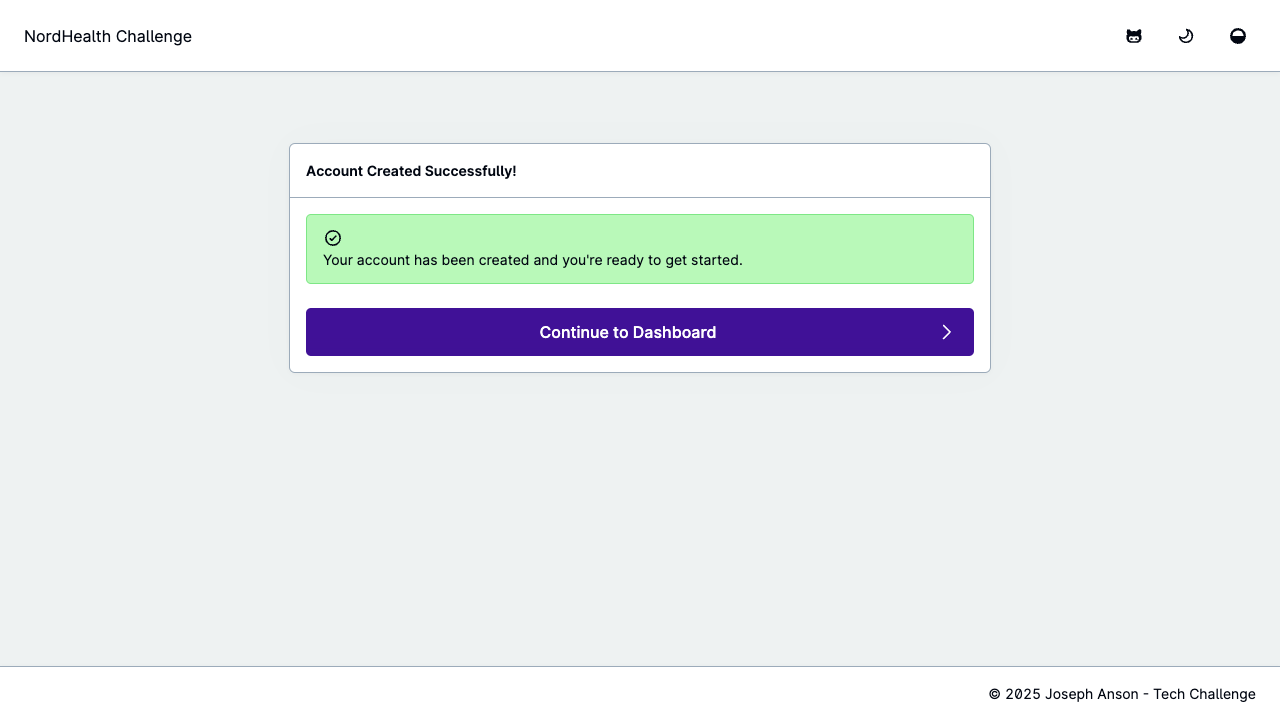 NordHealth Challenge
Account Created Successfully!
Your account has been created and you're ready to get started.
Continue to Dashboard
© 2025 Joseph Anson - Tech Challenge